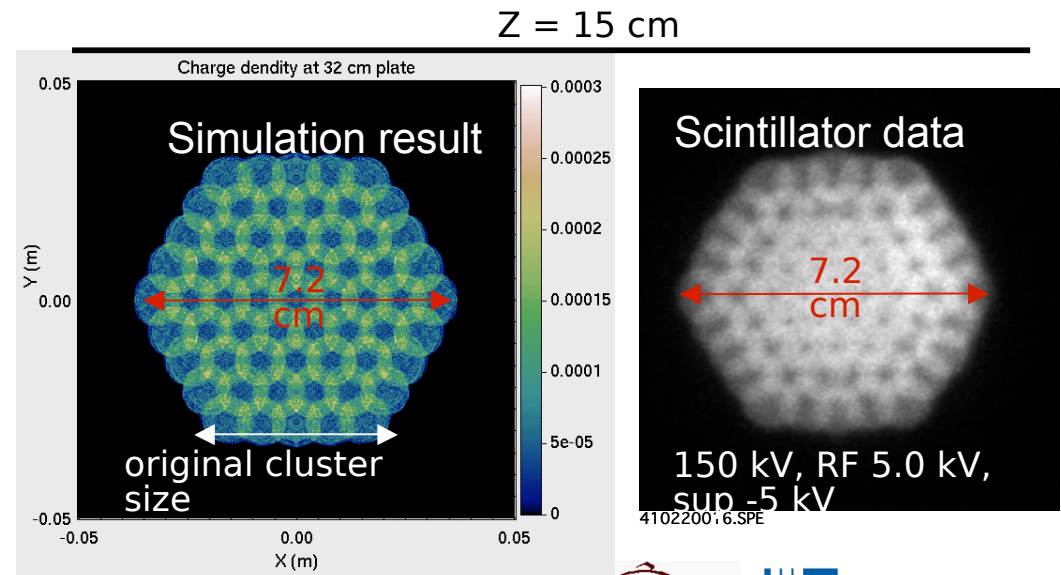 Z = 15 cm
Charge dendity at 32 cm plate
0.05
0.00
-0.05
Y (m)
-0.05
0.00
0.05
X (m)
0.0003
0.00025
0.0002
0.00015
0.0001
5e-05
0
Simulation result
7.2
cm
original cluster
size
Scintillator data
7.2
cm
150 kV, RF 5.0 kV,
sup -5 kV